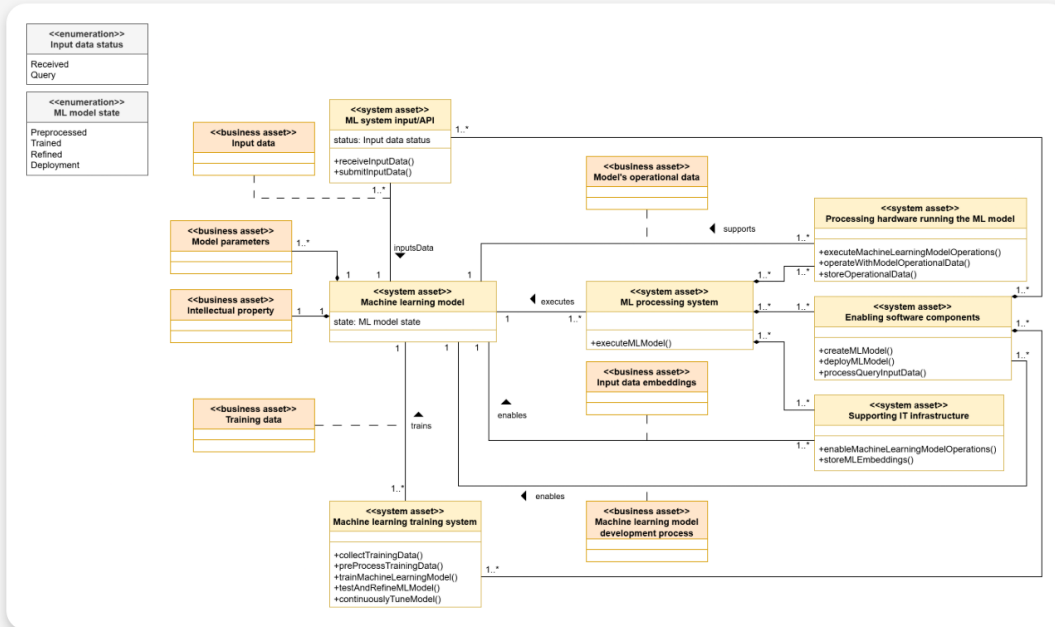 <<enumeration>>
Input data status
Received
Query
<<enumeration>>
ML model state
Preprocessed
Trained
Refined
Deployment
<<system asset>>
ML system input/API
status: Input data status
+receiveInputData()
+submitInputData()
1..*
1..*
<<business asset>>
Input data
<<business asset>>
Model's operational data
<<business asset>>
Model parameters
1..*
1
inputsData
1
1
supports
1..*
<<system asset>>
Processing hardware running the ML model
+executeMachineLearningModelOperations()
+operateWithModelOperationalData()
+storeOperationalData()
<<business asset>>
Intellectual property
1
1
<<system asset>>
Machine learning model
state: ML model state
1
executes
1..*
<<system asset>>
ML processing system
+executeMLModel()
1..*
1..*
1..*
1..*
1..*
1..*
1..*
1..*
1..*
<<system asset>>
Enabling software components
+createMLModel()
+deployMLModel()
+processQueryInputData()
1
1
1
<<business asset>>
Input data embeddings
enables
1..*
<<system asset>>
Supporting IT infrastructure
+enableMachineLearningModelOperations()
+storeMLEmbeddings()
<<business asset>>
Training data
trains
1..*
enables
<<system asset>>
Machine learning training system
+collectTrainingData()
+preProcessTrainingData()
+trainMachineLearningModel()
+testAndRefineMLModel()
+continuouslyTuneModel()
1..*
<<business asset>>
Machine learning model
development process